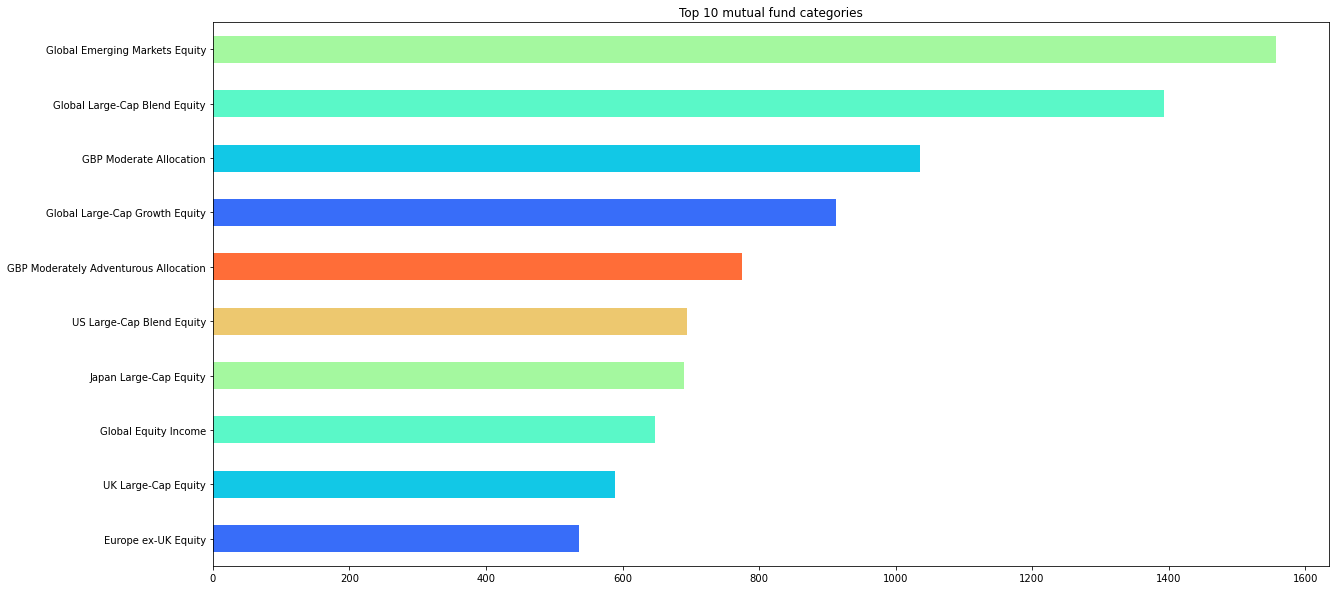 Top 10 mutual fund categories
Global Emerging Markets Equity
Global Large-Cap Blend Equity
GBP Moderate Allocation
Global Large-Cap Growth Equity
GBP Moderately Adventurous Allocation
US Large-Cap Blend Equity
Japan Large-Cap Equity
Global Equity Income
UK Large-Cap Equity
Europe ex-UK Equity
0 200 400 600 800 1000 1200 1400 1600